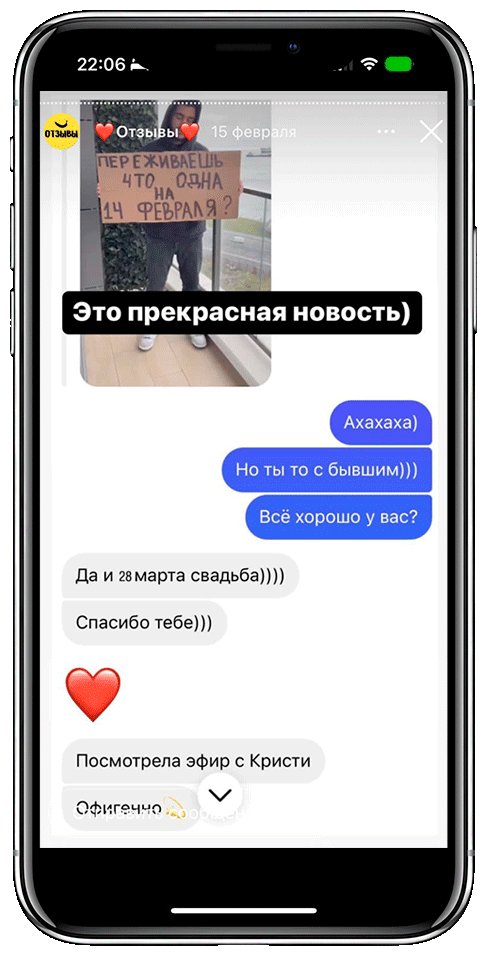 22:06
ОТЗЫВЫ
❤️Отзывы❤️ 15 февраля
ПЕРЕЖИВАЕШЬ
ЧТО ОДНА
НА
14 ФЕВРАЛЯ?
Это прекрасная новость)
Ахахаха)
Но ты то с бывшим)))
Всё хорошо у вас?
Да и 28 марта свадьба))))
Спасибо тебе)))
❤️
Посмотрела эфир с Кристи
Офигенно💫